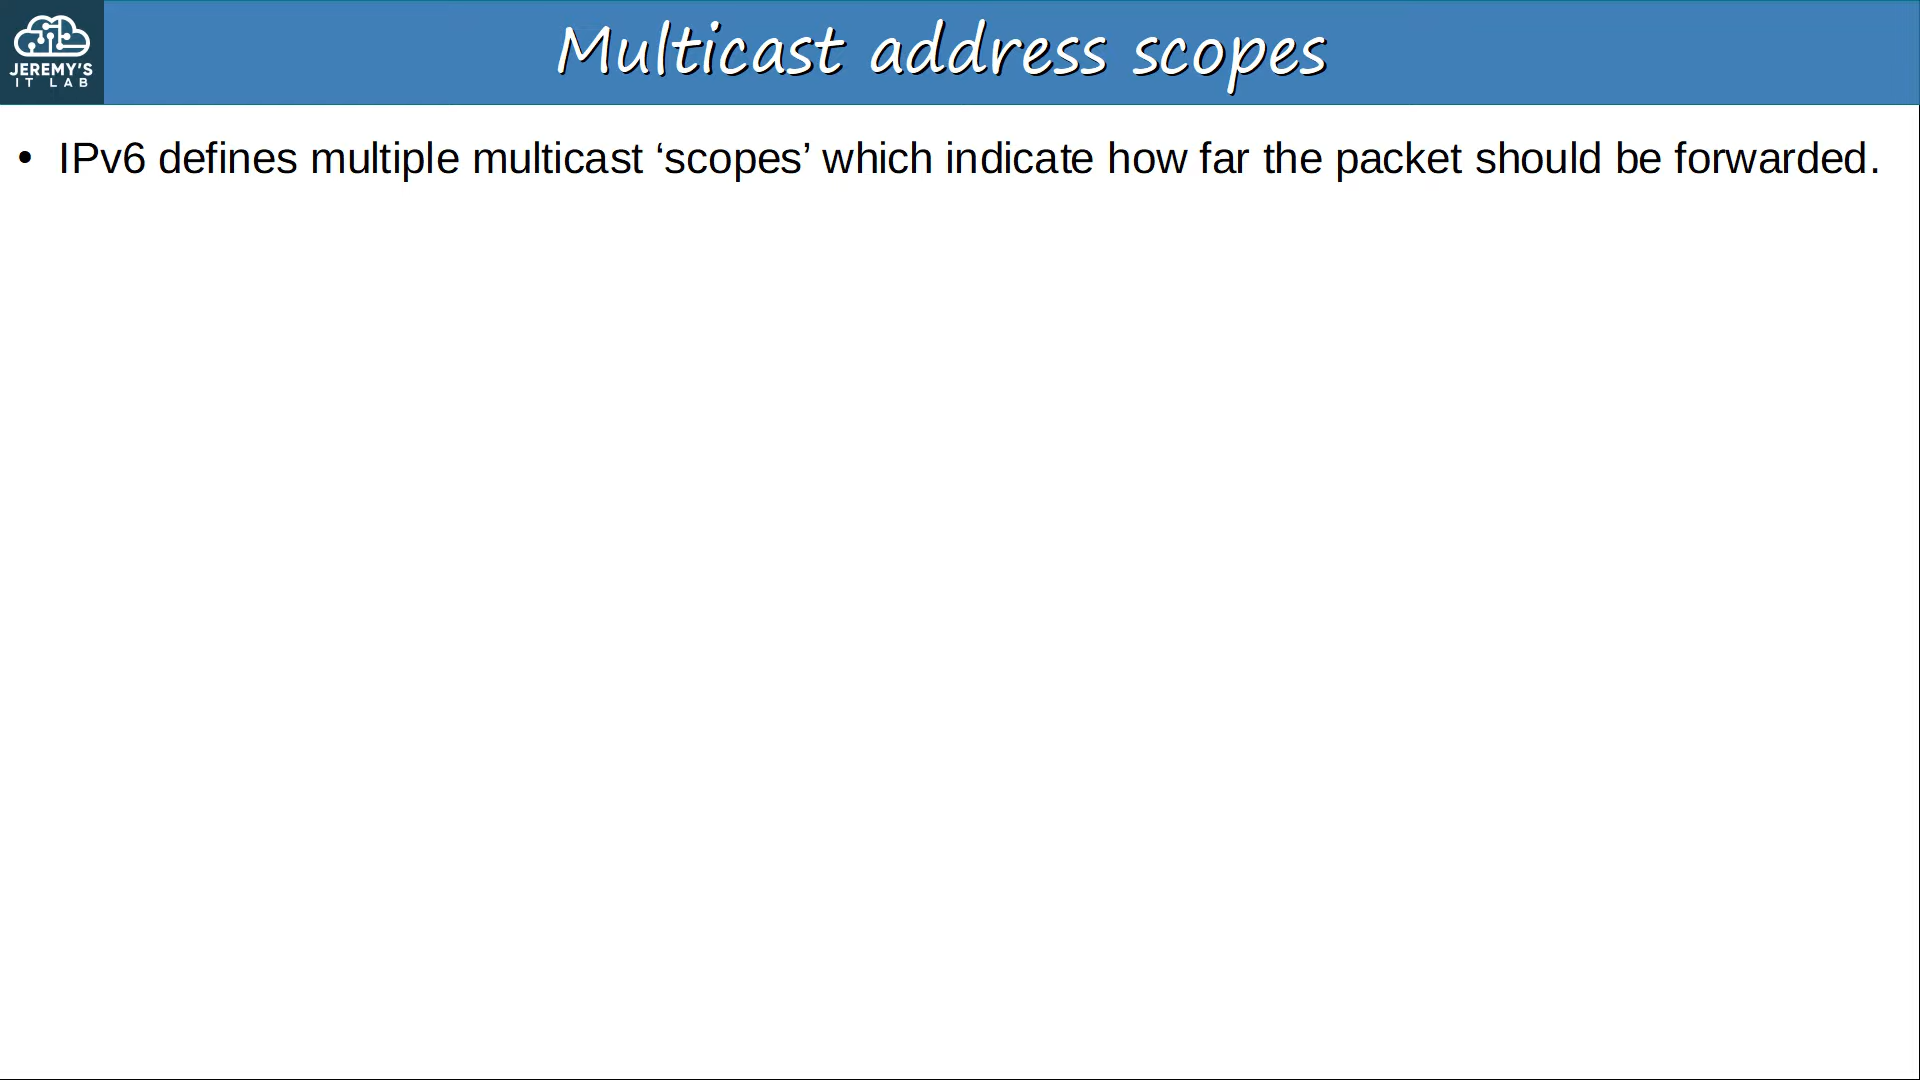 JEREMY'S
IT LAB
Multicast address scopes
• IPv6 defines multiple multicast ‘scopes’ which indicate how far the packet should be forwarded.